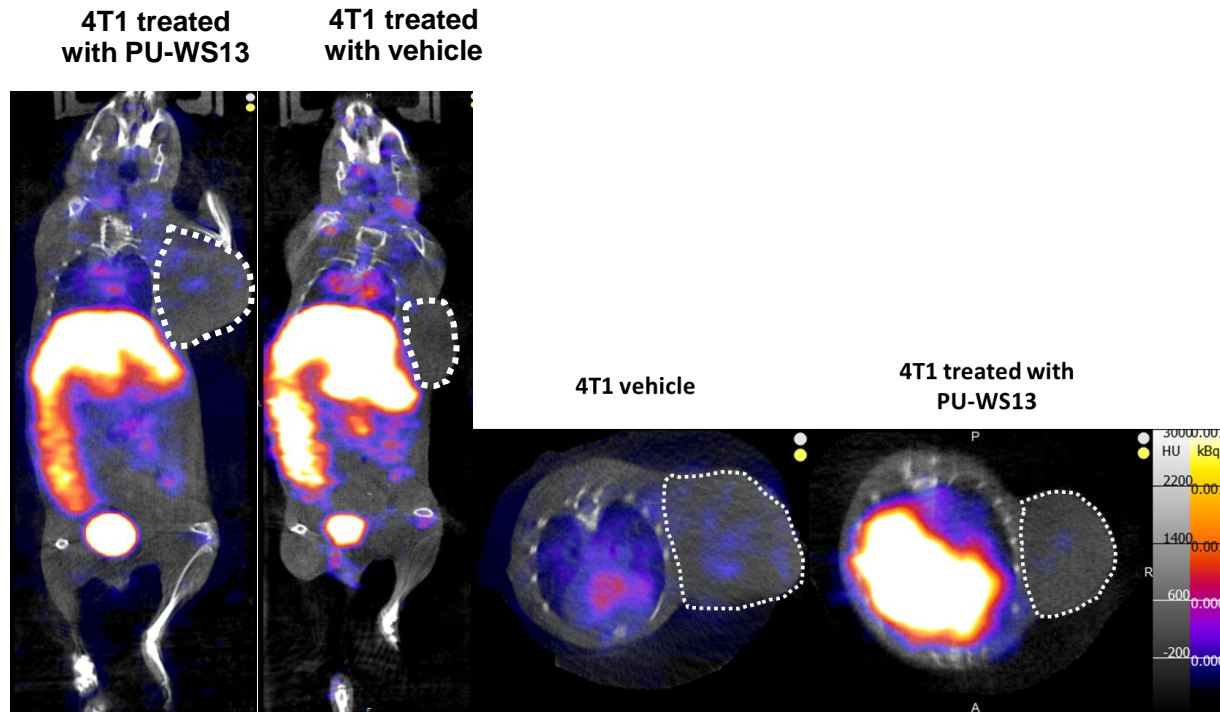 4T1 treated
with PU-WS13
4T1 treated
with vehicle
H
L
4T1 vehicle
4T1 treated with
PU-WS13
P
R
A
3000
HU
2200
1400
600
-200
kBq